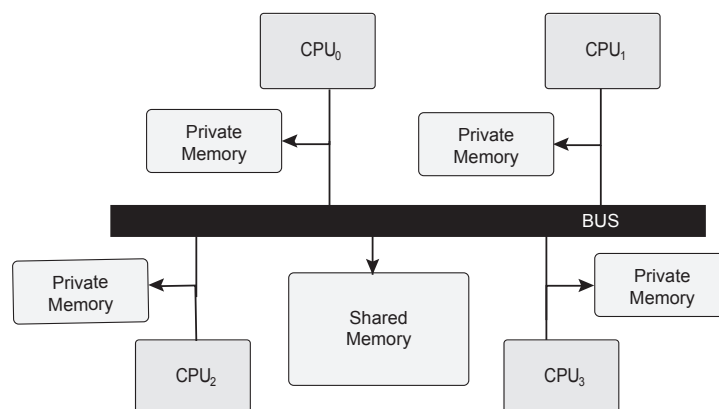 CPU₀
CPU₁
Private
Memory
Private
Memory
BUS
Private
Memory
Shared
Memory
Private
Memory
CPU₂
CPU₃